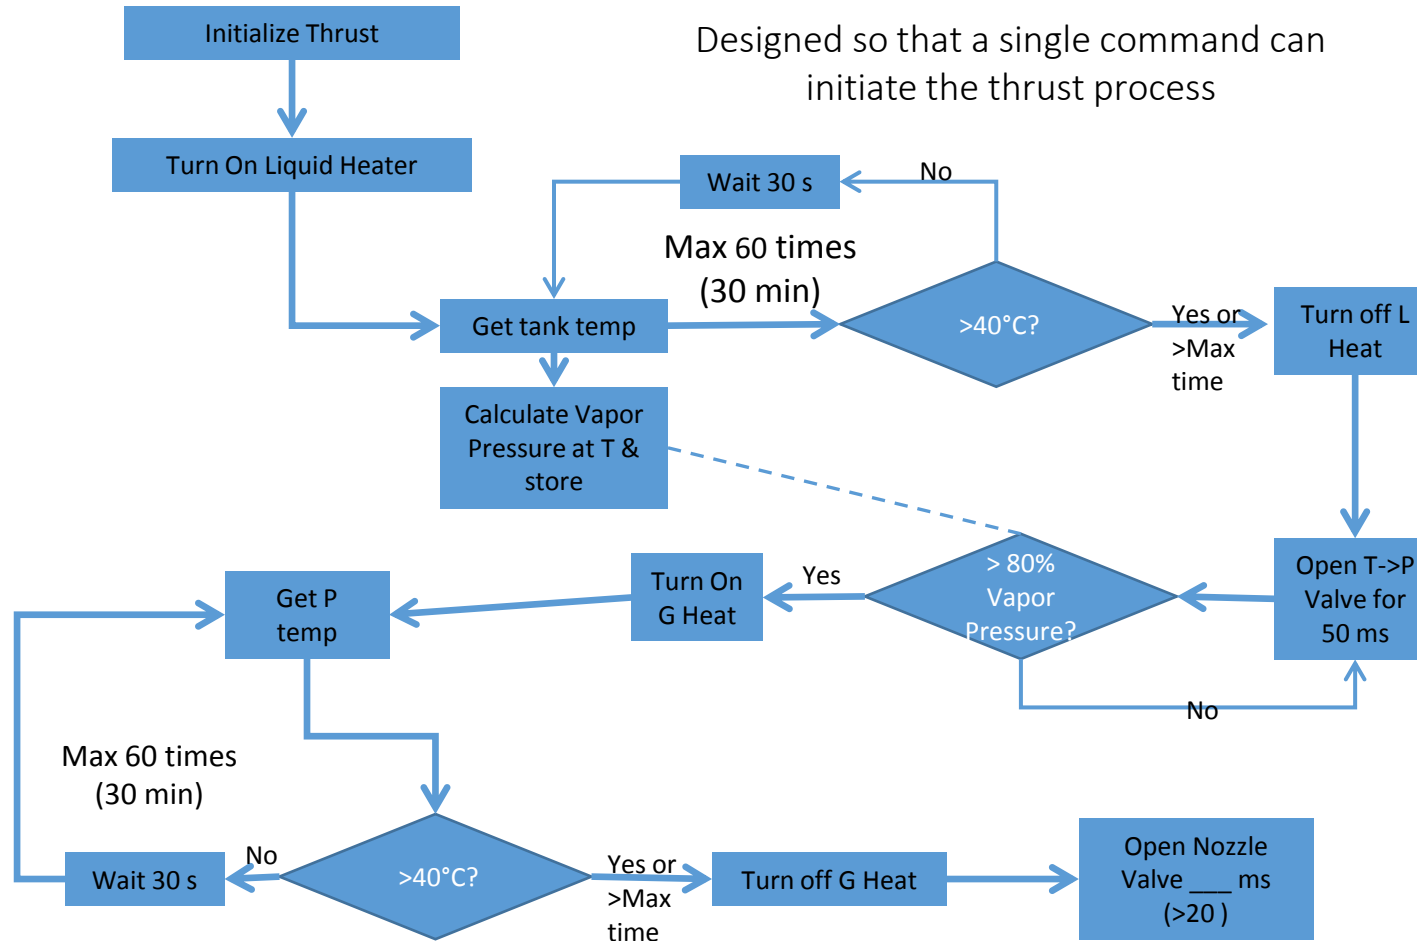 Initialize Thrust
Designed so that a single command can
initiate the thrust process
Turn On Liquid Heater
Wait 30 s
No
Max 60 times
(30 min)
Get tank temp
>40°C?
Yes or
>Max
time
Turn off L
Heat
Calculate Vapor
Pressure at T &
store
Open T->P
Valve for
50 ms
> 80%
Vapor
Pressure?
Yes
No
Turn On
G Heat
Get P
temp
Max 60 times
(30 min)
Wait 30 s
No
>40°C?
Yes or
>Max
time
Turn off G Heat
Open Nozzle
Valve ___ ms
(>20 )